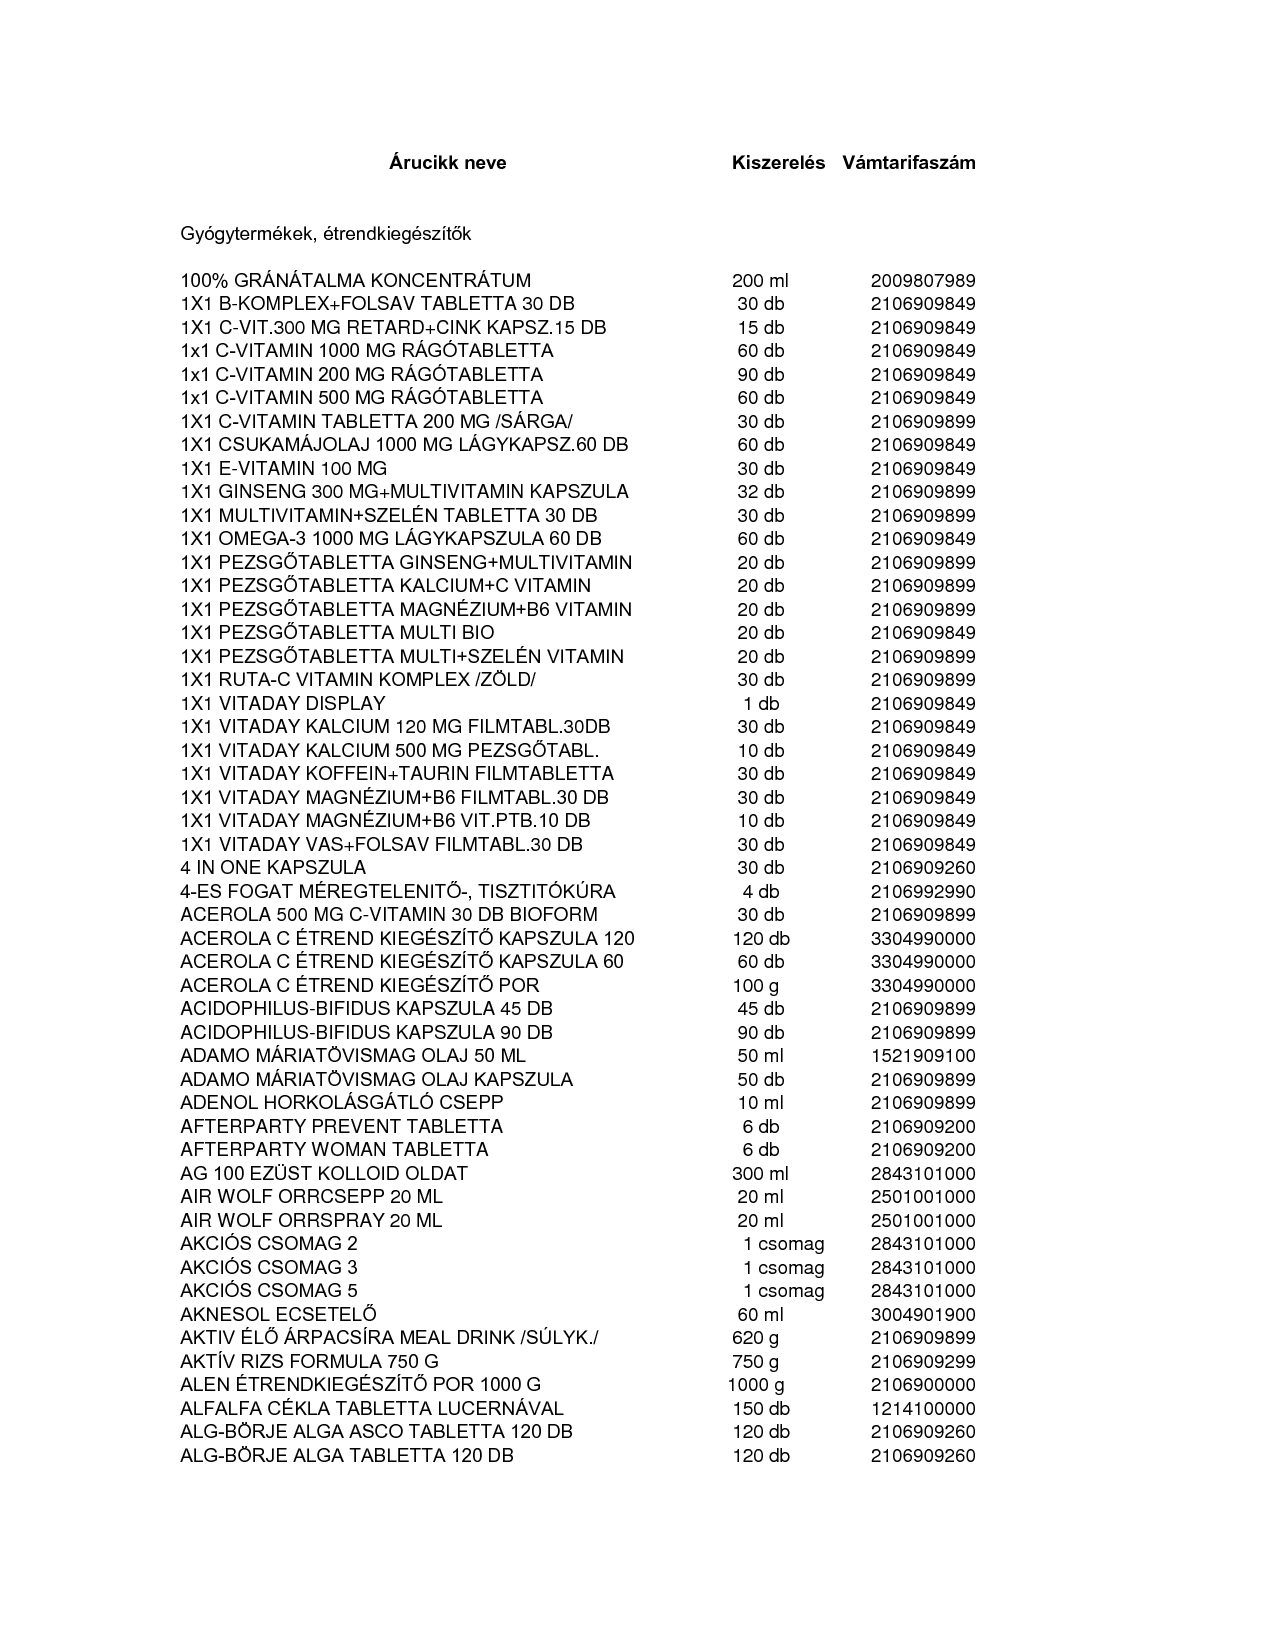 Árucikk neve Kiszerelés Vámtarifaszám
Gyógytermékek, étrendkiegészítők
100% GRÁNÁTALMA KONCENTRÁTUM 200 ml 2009807989
1X1 B-KOMPLEX+FOLSAV TABLETTA 30 DB 30 db 2106909849
1X1 C-VIT.300 MG RETARD+CINK KAPSZ.15 DB 15 db 2106909849
1x1 C-VITAMIN 1000 MG RÁGÓTABLETTA 60 db 2106909849
1x1 C-VITAMIN 200 MG RÁGÓTABLETTA 90 db 2106909849
1x1 C-VITAMIN 500 MG RÁGÓTABLETTA 60 db 2106909849
1X1 C-VITAMIN TABLETTA 200 MG /SÁRGA/ 30 db 2106909899
1X1 CSUKAMÁJOLAJ 1000 MG LÁGYKAPSZ.60 DB 60 db 2106909849
1X1 E-VITAMIN 100 MG 30 db 2106909849
1X1 GINSENG 300 MG+MULTIVITAMIN KAPSZULA 32 db 2106909899
1X1 MULTIVITAMIN+SZELÉN TABLETTA 30 DB 30 db 2106909899
1X1 OMEGA-3 1000 MG LÁGYKAPSZULA 60 DB 60 db 2106909849
1X1 PEZSGŐTABLETTA GINSENG+MULTIVITAMIN 20 db 2106909899
1X1 PEZSGŐTABLETTA KALCIUM+C VITAMIN 20 db 2106909899
1X1 PEZSGŐTABLETTA MAGNÉZIUM+B6 VITAMIN 20 db 2106909899
1X1 PEZSGŐTABLETTA MULTI BIO 20 db 2106909849
1X1 PEZSGŐTABLETTA MULTI+SZELÉN VITAMIN 20 db 2106909899
1X1 RUTA-C VITAMIN KOMPLEX /ZÖLD/ 30 db 2106909899
1X1 VITADAY DISPLAY 1 db 2106909849
1X1 VITADAY KALCIUM 120 MG FILMTABL.30DB 30 db 2106909849
1X1 VITADAY KALCIUM 500 MG PEZSGŐTABL. 10 db 2106909849
1X1 VITADAY KOFFEIN+TAURIN FILMTABLETTA 30 db 2106909849
1X1 VITADAY MAGNÉZIUM+B6 FILMTABL.30 DB 30 db 2106909849
1X1 VITADAY MAGNÉZIUM+B6 VIT.PTB.10 DB 10 db 2106909849
1X1 VITADAY VAS+FOLSAV FILMTABL.30 DB 30 db 2106909849
4 IN ONE KAPSZULA 30 db 2106909260
4-ES FOGAT MÉREGTELENITŐ-, TISZTITÓKÚRA 4 db 2106992990
ACEROLA 500 MG C-VITAMIN 30 DB BIOFORM 30 db 2106909899
ACEROLA C ÉTREND KIEGÉSZÍTŐ KAPSZULA 120 120 db 3304990000
ACEROLA C ÉTREND KIEGÉSZÍTŐ KAPSZULA 60 60 db 3304990000
ACEROLA C ÉTREND KIEGÉSZÍTŐ POR 100 g 3304990000
ACIDOPHILUS-BIFIDUS KAPSZULA 45 DB 45 db 2106909899
ACIDOPHILUS-BIFIDUS KAPSZULA 90 DB 90 db 2106909899
ADAMO MÁRIATÖVISMAG OLAJ 50 ML 50 ml 1521909100
ADAMO MÁRIATÖVISMAG OLAJ KAPSZULA 50 db 2106909899
ADENOL HORKOLÁSGÁTLÓ CSEPP 10 ml 2106909899
AFTERPARTY PREVENT TABLETTA 6 db 2106909200
AFTERPARTY WOMAN TABLETTA 6 db 2106909200
AG 100 EZÜST KOLLOID OLDAT 300 ml 2843101000
AIR WOLF ORRCSEPP 20 ML 20 ml 2501001000
AIR WOLF ORRSPRAY 20 ML 20 ml 2501001000
AKCIÓS CSOMAG 2 1 csomag 2843101000
AKCIÓS CSOMAG 3 1 csomag 2843101000
AKCIÓS CSOMAG 5 1 csomag 2843101000
AKNESOL ECSETELŐ 60 ml 3004901900
AKTIV ÉLŐ ÁRPACSÍRA MEAL DRINK /SÚLYK./ 620 g 2106909899
AKTÍV RIZS FORMULA 750 G 750 g 2106909299
ALEN ÉTRENDKIEGÉSZÍTŐ POR 1000 G 1000 g 2106900000
ALFALFA CÉKLA TABLETTA LUCERNÁVAL 150 db 1214100000
ALG-BÖRJE ALGA ASCO TABLETTA 120 DB 120 db 2106909260
ALG-BÖRJE ALGA TABLETTA 120 DB 120 db 2106909260